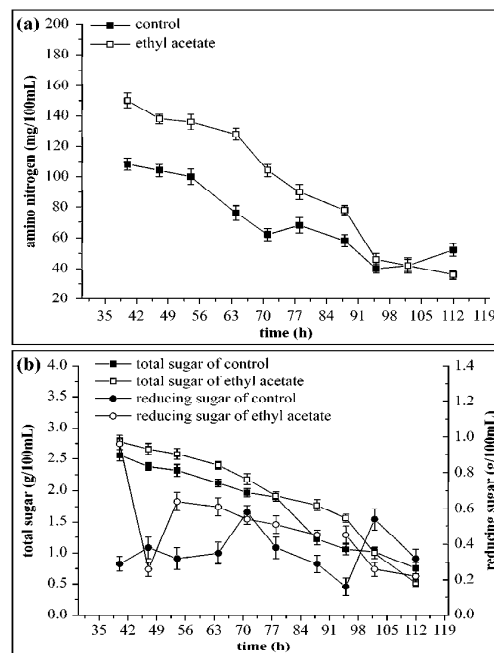 (a)
control
ethyl acetate
amino nitrogen (mg/100mL)
200
180
160
140
120
100
80
60
40
20
35 42 49 56 63 70 77 84 91 98 105 112 119
time (h)
(b)
total sugar of control
total sugar of ethyl acetate
reducing sugar of control
reducing sugar of ethyl acetate
total sugar (g/100mL)
4.0
3.5
3.0
2.5
2.0
1.5
1.0
0.5
0.0
reducing sugar (g/100mL)
1.4
1.2
1.0
0.8
0.6
0.4
0.2
0.0
35 42 49 56 63 70 77 84 91 98 105 112 119
time (h)